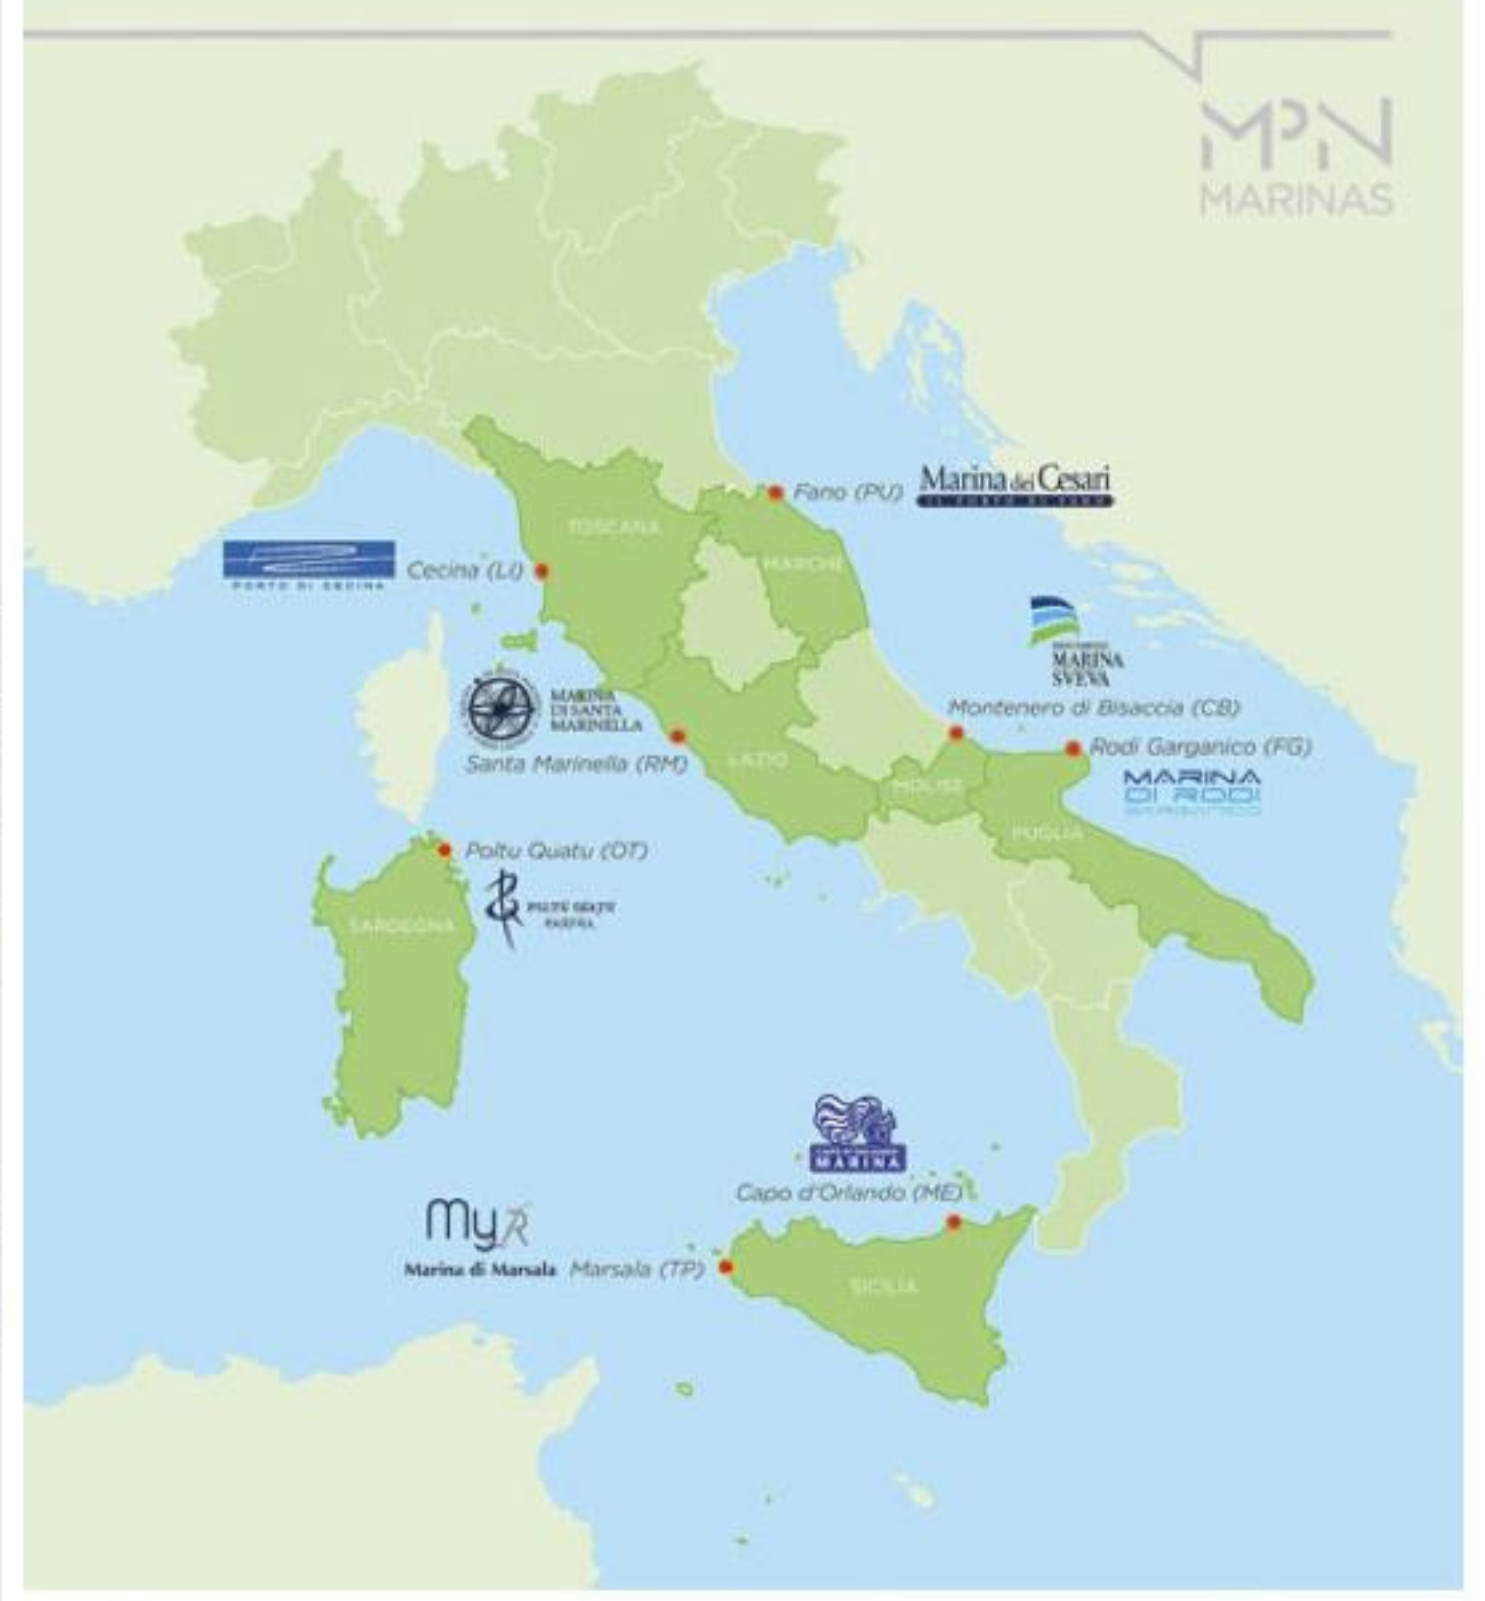 MPN
MARINAS
Fano (PU)
Marina dei Cesari
TOSCANA
MARCHE
PORTO DI CECINA
Cecina (LI)
MARINA
SVEVA
MARINA
DI SANTA
MARINELLA
Montenero di Bisaccia (CB)
Santa Marinella (RM)
LAZIO
Rodi Garganico (FG)
MARINA
DI RODI
MOLISE
PUGLIA
Poltu Quatu (OT)
SARDEGNA
MARINA
Capo d'Orlando (ME)
My R
Marina di Marsala
Marsala (TP)
SICILIA